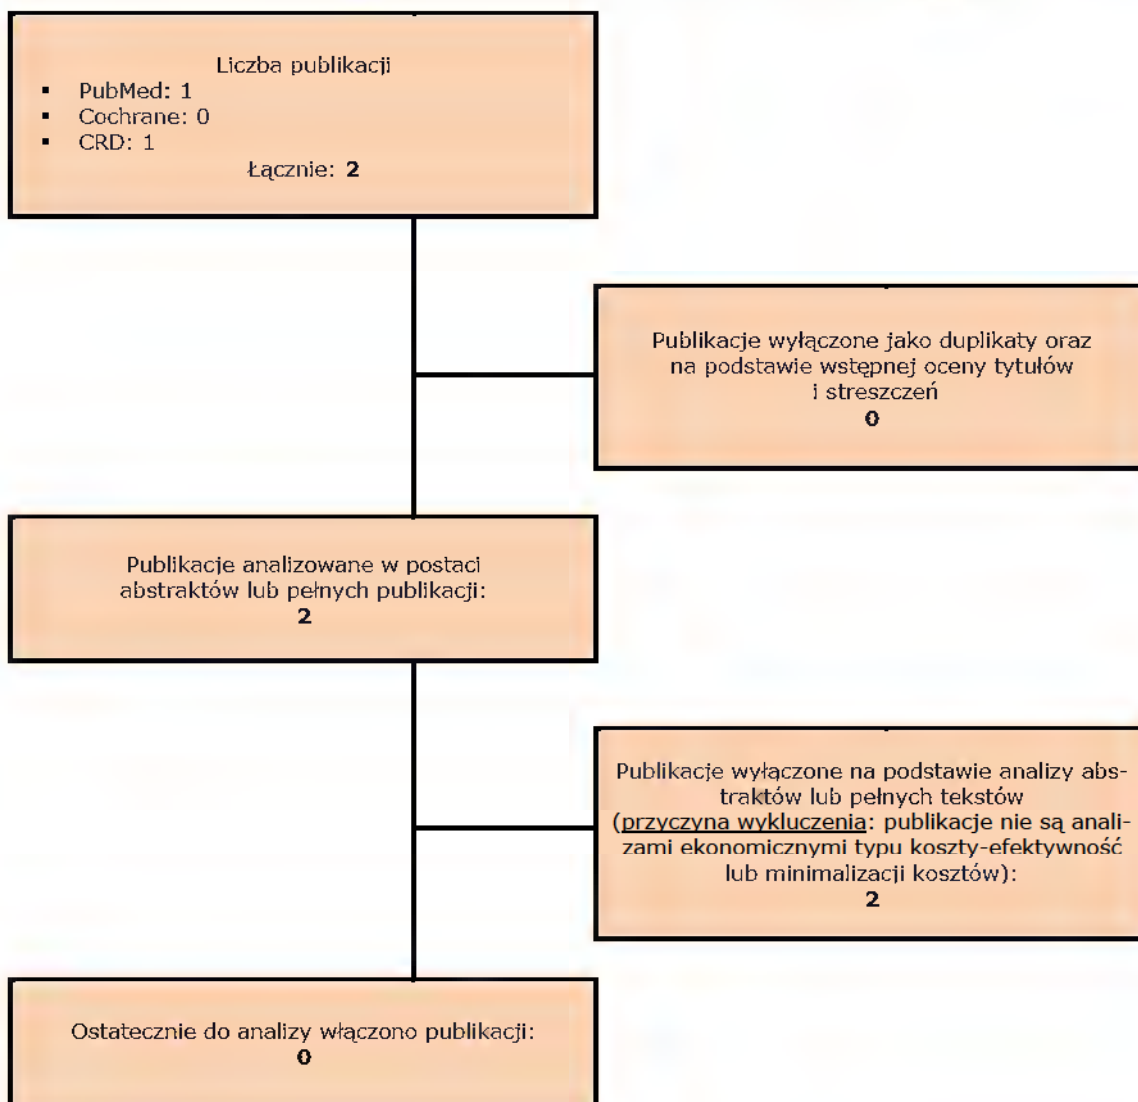 Liczba publikacji
▪ PubMed: 1
▪ Cochrane: 0
▪ CRD: 1
Łącznie: 2
Publikacje wyłączone jako duplikaty oraz
na podstawie wstępnej oceny tytułów
i streszczeń
0
Publikacje analizowane w postaci
abstraktów lub pełnych publikacji:
2
Publikacje wyłączone na podstawie analizy abs-
traktów lub pełnych tekstów
(przyczyna wykluczenia: publikacje nie są anali-
zami ekonomicznymi typu koszty-efektywność
lub minimalizacji kosztów):
2
Ostatecznie do analizy włączono publikacji:
0